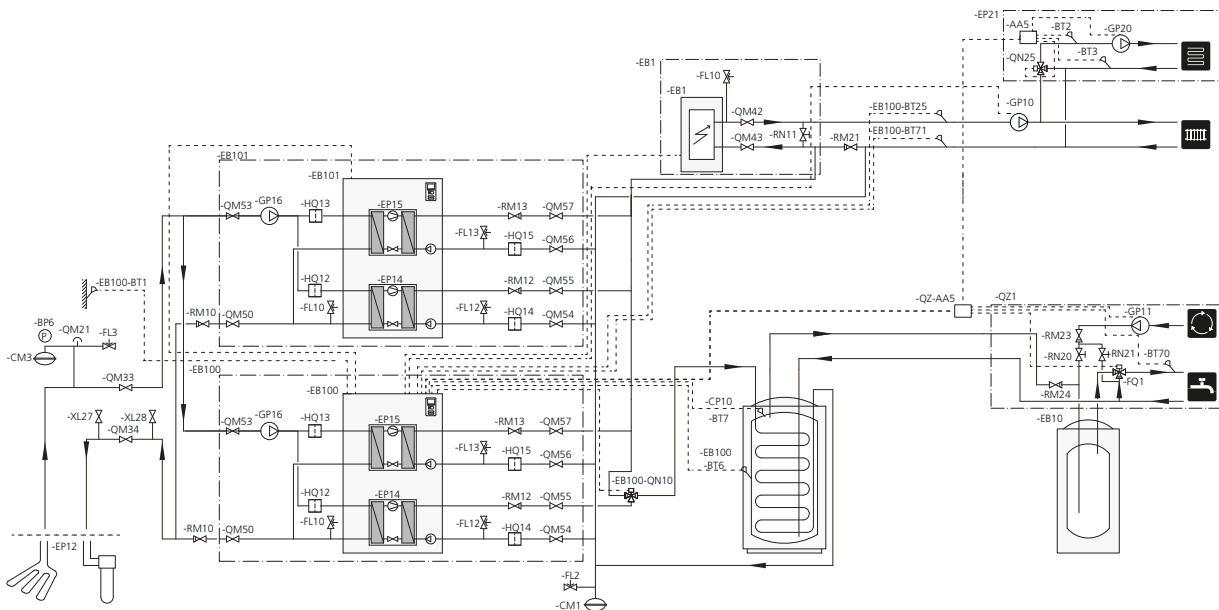 -EP21
-AA5
-BT2
-GP20
-BT3
-QN25
-EB1
-FL10
-EB1
-QM42
-QM43
-RN11
-RM21
-EB100-BT25
-EB100-BT71
-GP10
-EB101
-EB101
-QM53
-GP16
-HQ13
-EP15
-RM13
-QM57
-FL13
-HQ15
-QM56
-HQ12
-EP14
-RM12
-QM55
-FL10
-FL12
-HQ14
-QM54
-RM10
-QM50
-EB100-BT1
-BP6
P
-QM21
-FL3
-CM3
-QM33
-XL27
-XL28
-QM34
-EP12
-EB100
-EB100
-QM53
-GP16
-HQ13
-EP15
-RM13
-QM57
-FL13
-HQ15
-QM56
-HQ12
-EP14
-RM12
-QM55
-FL10
-FL12
-HQ14
-QM54
-RM10
-QM50
-EB100-QN10
-FL2
-CM1
-CP10
-BT7
-EB100
-BT6
-QZ-AA5
-QZ1
-GP11
-RM23
-RN20
-RN21
-BT70
-FQ1
-RM24
-EB10